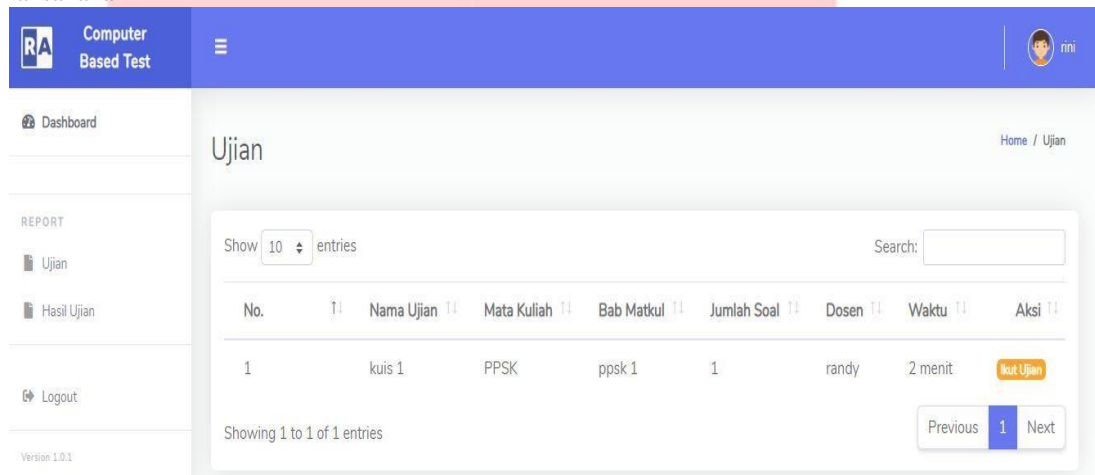 RA
Computer
Based Test
rini
Dashboard
Ujian
Home / Ujian
REPORT
Ujian
Hasil Ujian
Logout
Version 1.0.1
Show 10 entries
Search:
No. Nama Ujian Mata Kuliah Bab Matkul Jumlah Soal Dosen Waktu Aksi
1 kuis 1 PPSK ppsk 1 1 randy 2 menit Ikut Ujian
Showing 1 to 1 of 1 entries
Previous 1 Next